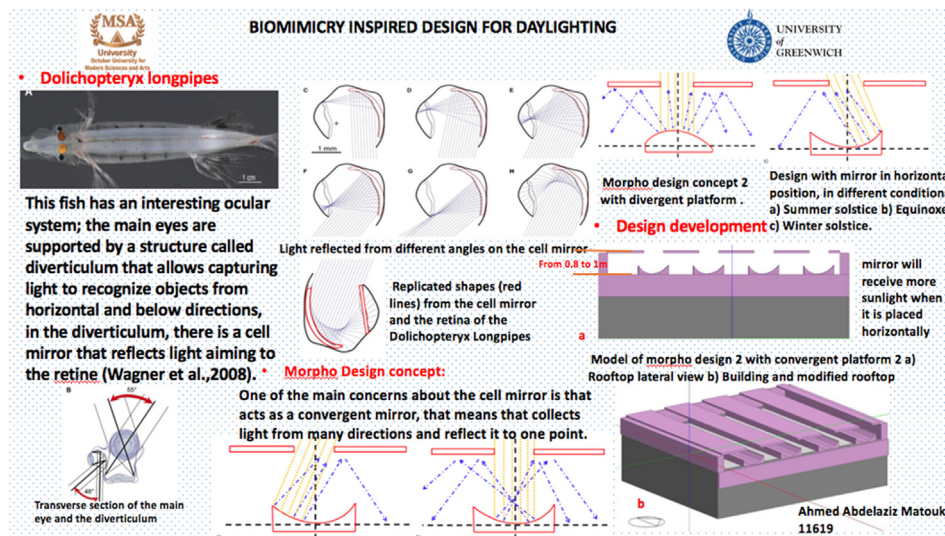 MSA
University
October University for
Modern Sciences and Arts
BIOMIMICRY INSPIRED DESIGN FOR DAYLIGHTING
UNIVERSITY
of
GREENWICH
• Dolichopteryx longpipes
A
1 cm
This fish has an interesting ocular
system; the main eyes are
supported by a structure called
diverticulum that allows capturing
light to recognize objects from
horizontal and below directions,
in the diverticulum, there is a cell
mirror that reflects light aiming to
the retine (Wagner et al.,2008).
B
55°
48°
Transverse section of the main
eye and the diverticulum
C
D
E
1 mm
F
G
H
Light reflected from different angles on the cell mirror
Replicated shapes (red
lines) from the cell mirror
and the retina of the
Dolichopteryx Longpipes
• Morpho Design concept:
One of the main concerns about the cell mirror is that
acts as a convergent mirror, that means that collects
light from many directions and reflect it to one point.
Morpho design concept 2
with divergent platform .
Design with mirror in horizonta
position, in different condition
a) Summer solstice b) Equinox
c) Winter solstice.
• Design development
From 0.8 to 1m
a
mirror will
receive more
sunlight when
it is placed
horizontally
Model of morpho design 2 with convergent platform 2 a)
Rooftop lateral view b) Building and modified rooftop
b
Ahmed Abdelaziz Matouk
11619